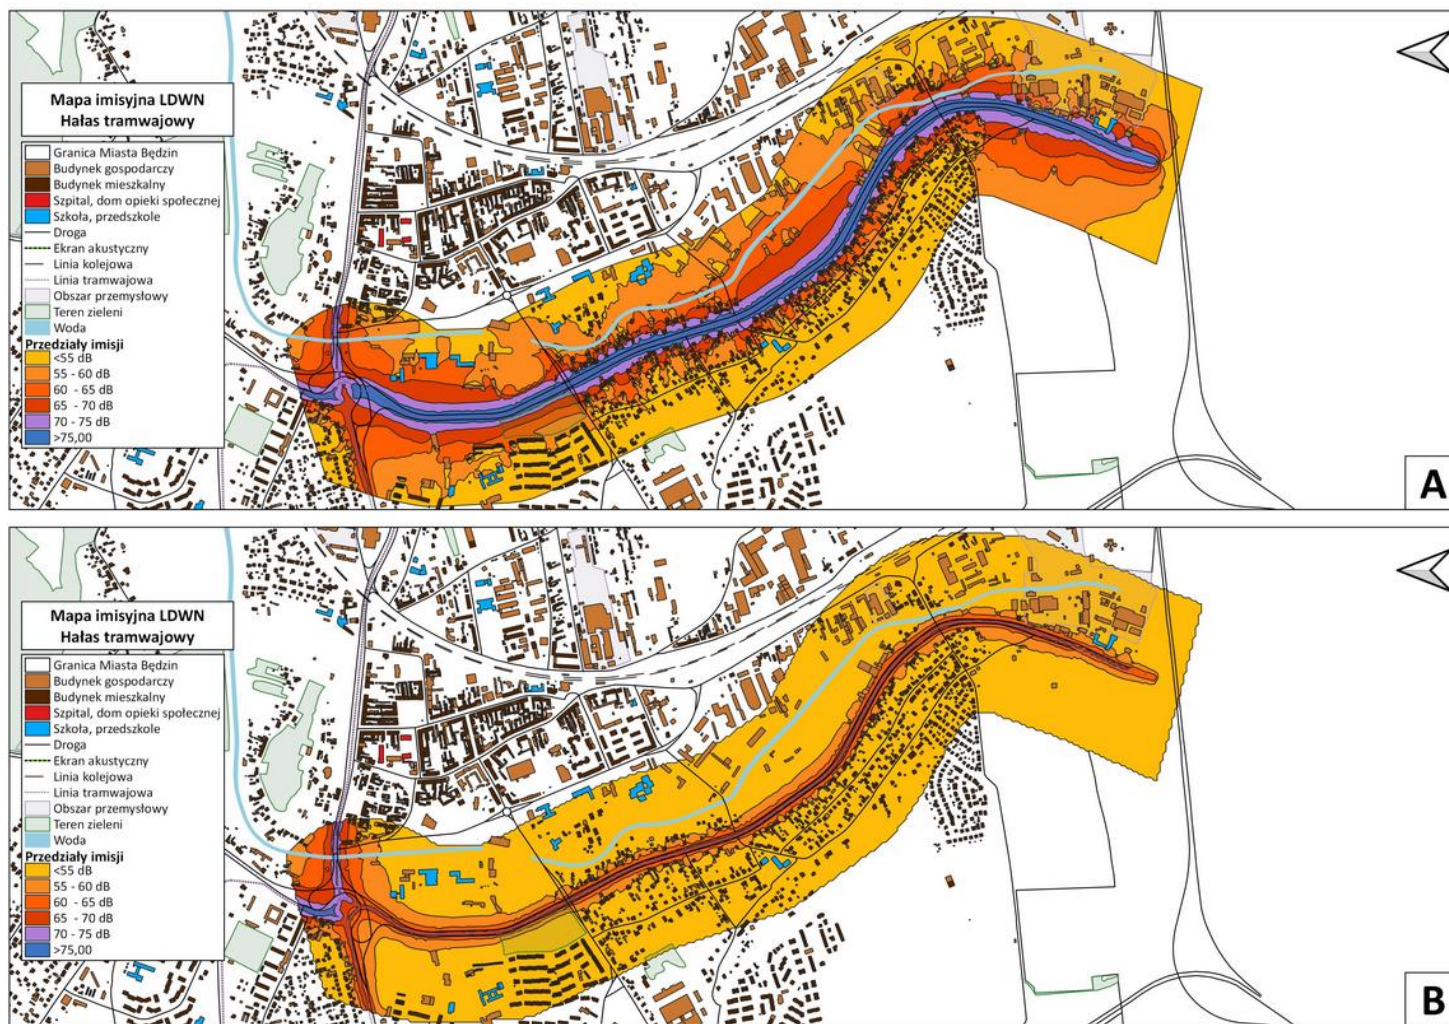 Mapa imisyjna LDWN
Hałas tramwajowy
Granica Miasta Będzin
Budynek gospodarczy
Budynek mieszkalny
Szpital, dom opieki społecznej
Szkoła, przedszkole
Droga
Ekran akustyczny
Linia kolejowa
Linia tramwajowa
Obszar przemysłowy
Teren zieleni
Woda
Przedziały imisji
<55 dB
55 - 60 dB
60 - 65 dB
65 - 70 dB
70 - 75 dB
>75,00
A
Mapa imisyjna LDWN
Hałas tramwajowy
Granica Miasta Będzin
Budynek gospodarczy
Budynek mieszkalny
Szpital, dom opieki społecznej
Szkoła, przedszkole
Droga
Ekran akustyczny
Linia kolejowa
Linia tramwajowa
Obszar przemysłowy
Teren zieleni
Woda
Przedziały imisji
<55 dB
55 - 60 dB
60 - 65 dB
65 - 70 dB
70 - 75 dB
>75,00
B